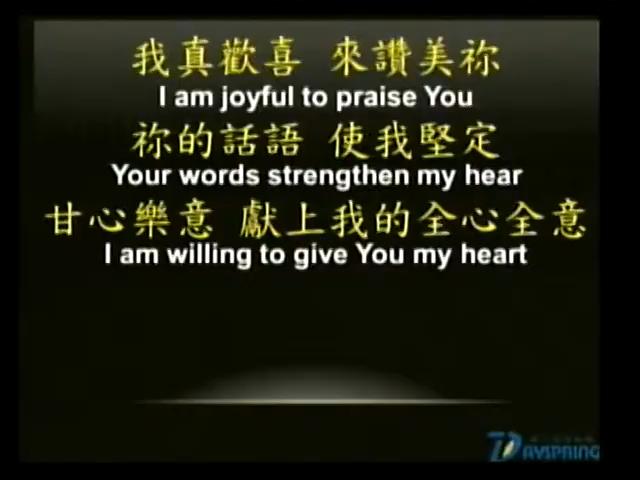 我真歡喜 來讚美祢
I am joyful to praise You
祢的話語 使我堅定
Your words strengthen my hear
甘心樂意 獻上我的全心全意
I am willing to give You my heart
DAYSPRING